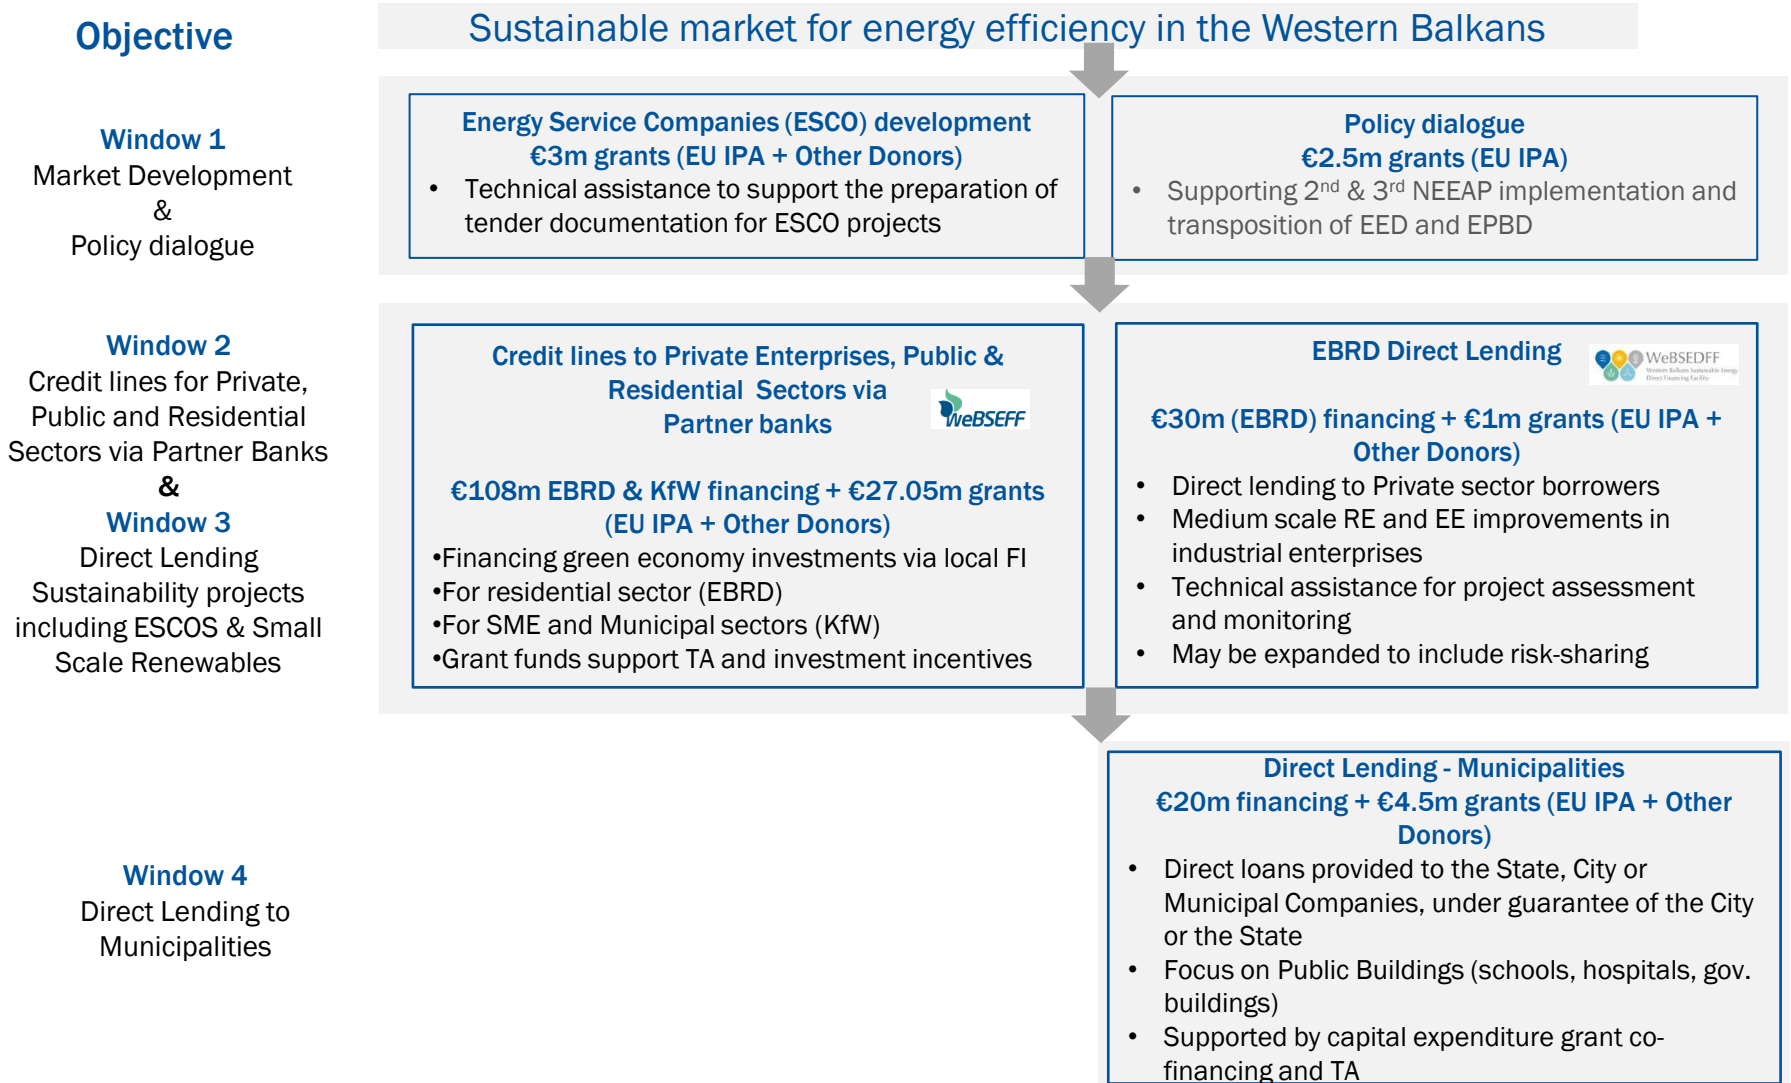 Objective
Sustainable market for energy efficiency in the Western Balkans
Window 1
Market Development
&
Policy dialogue
Energy Service Companies (ESCO) development
€3m grants (EU IPA + Other Donors)
• Technical assistance to support the preparation of
tender documentation for ESCO projects
Policy dialogue
€2.5m grants (EU IPA)
• Supporting 2nd & 3rd NEEAP implementation and
transposition of EED and EPBD
Window 2
Credit lines for Private,
Public and Residential
Sectors via Partner Banks
&
Window 3
Direct Lending
Sustainability projects
including ESCOS & Small
Scale Renewables
Credit lines to Private Enterprises, Public &
Residential Sectors via
Partner banks
WeBSEFF
€108m EBRD & KfW financing + €27.05m grants
(EU IPA + Other Donors)
•Financing green economy investments via local FI
•For residential sector (EBRD)
•For SME and Municipal sectors (KfW)
•Grant funds support TA and investment incentives
EBRD Direct Lending
WeBSEDFF
Western Balkans Sustainable Energy
Direct Financing Facility
€30m (EBRD) financing + €1m grants (EU IPA +
Other Donors)
• Direct lending to Private sector borrowers
• Medium scale RE and EE improvements in
industrial enterprises
• Technical assistance for project assessment
and monitoring
• May be expanded to include risk-sharing
Window 4
Direct Lending to
Municipalities
Direct Lending - Municipalities
€20m financing + €4.5m grants (EU IPA + Other
Donors)
• Direct loans provided to the State, City or
Municipal Companies, under guarantee of the City
or the State
• Focus on Public Buildings (schools, hospitals, gov.
buildings)
• Supported by capital expenditure grant co-
financing and TA